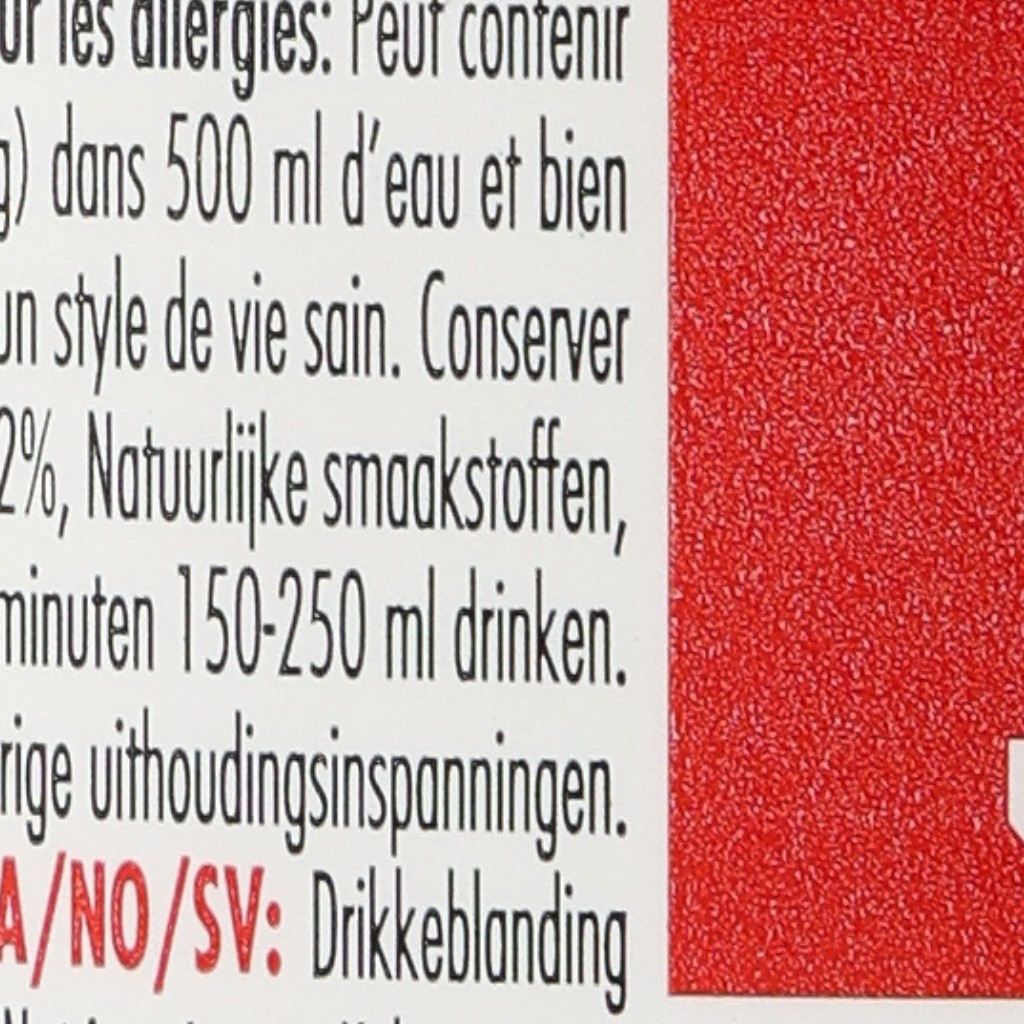 ur les allergies: Peut contenir
g) dans 500 ml d’eau et bien
un style de vie sain. Conserver
2%, Natuurlijke smaakstoffen,
minuten 150-250 ml drinken.
rige uithoudingsinspanningen.
A/NO/SV: Drikkeblanding